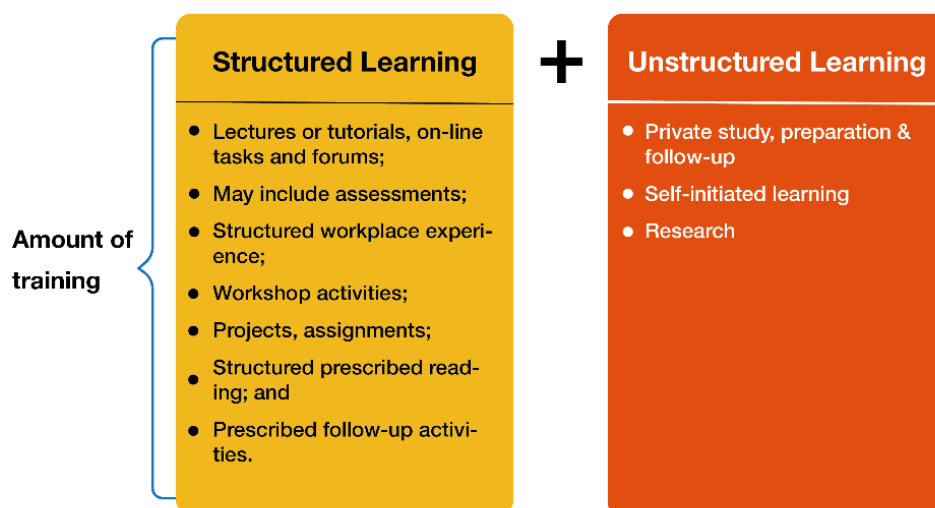 Amount of
training
Structured Learning
● Lectures or tutorials, on-line
tasks and forums;
● May include assessments;
● Structured workplace experi-
ence;
● Workshop activities;
● Projects, assignments;
● Structured prescribed read-
ing; and
● Prescribed follow-up activi-
ties.
+
Unstructured Learning
● Private study, preparation &
follow-up
● Self-initiated learning
● Research